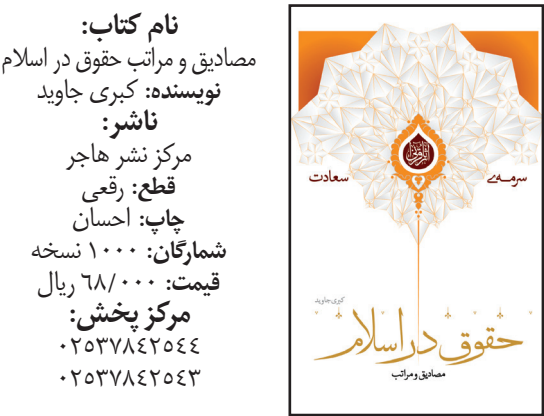 نام کتاب:
مصادیق و مراتب حقوق در اسلام
نویسنده: کبری جاوید
ناشر:
مرکز نشر هاجر
قطع: رقعی
چاپ: احسان
شمارگان: ۱۰۰۰ نسخه
قیمت: ۶۸/۰۰۰ ریال
مرکز پخش:
۰۲۵۳۷۸۴۲۵۴۴
۰۲۵۳۷۸۴۲۵۴۳
سرمه‌ی سعادت
کبری جاوید
حقوق در اسلام
مصادیق و مراتب